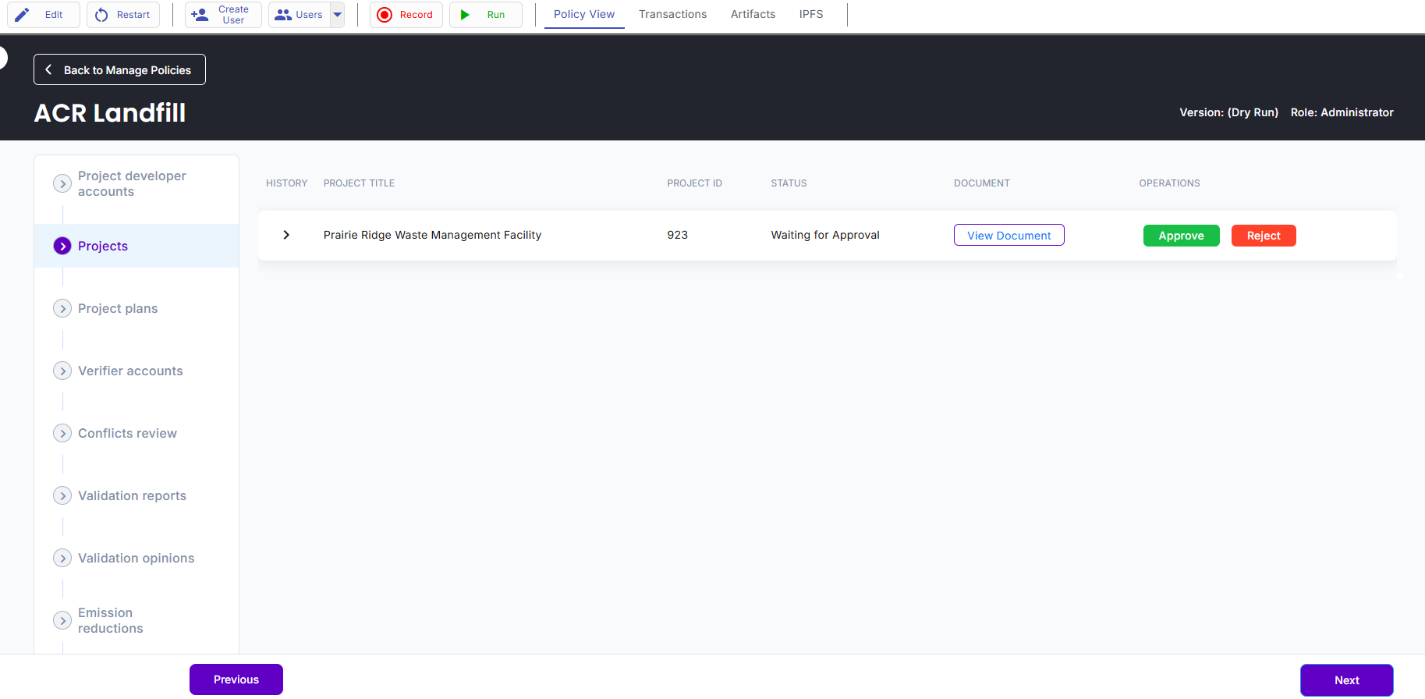 Edit
Restart
Create
User
Users
Record
Run
Policy View
Transactions
Artifacts
IPFS
Back to Manage Policies
ACR Landfill
Version: (Dry Run)
Role: Administrator
Project developer
accounts
Projects
Project plans
Verifier accounts
Conflicts review
Validation reports
Validation opinions
Emission
reductions
HISTORY PROJECT TITLE PROJECT ID STATUS DOCUMENT OPERATIONS
Prairie Ridge Waste Management Facility 923 Waiting for Approval View Document Approve Reject
Previous
Next